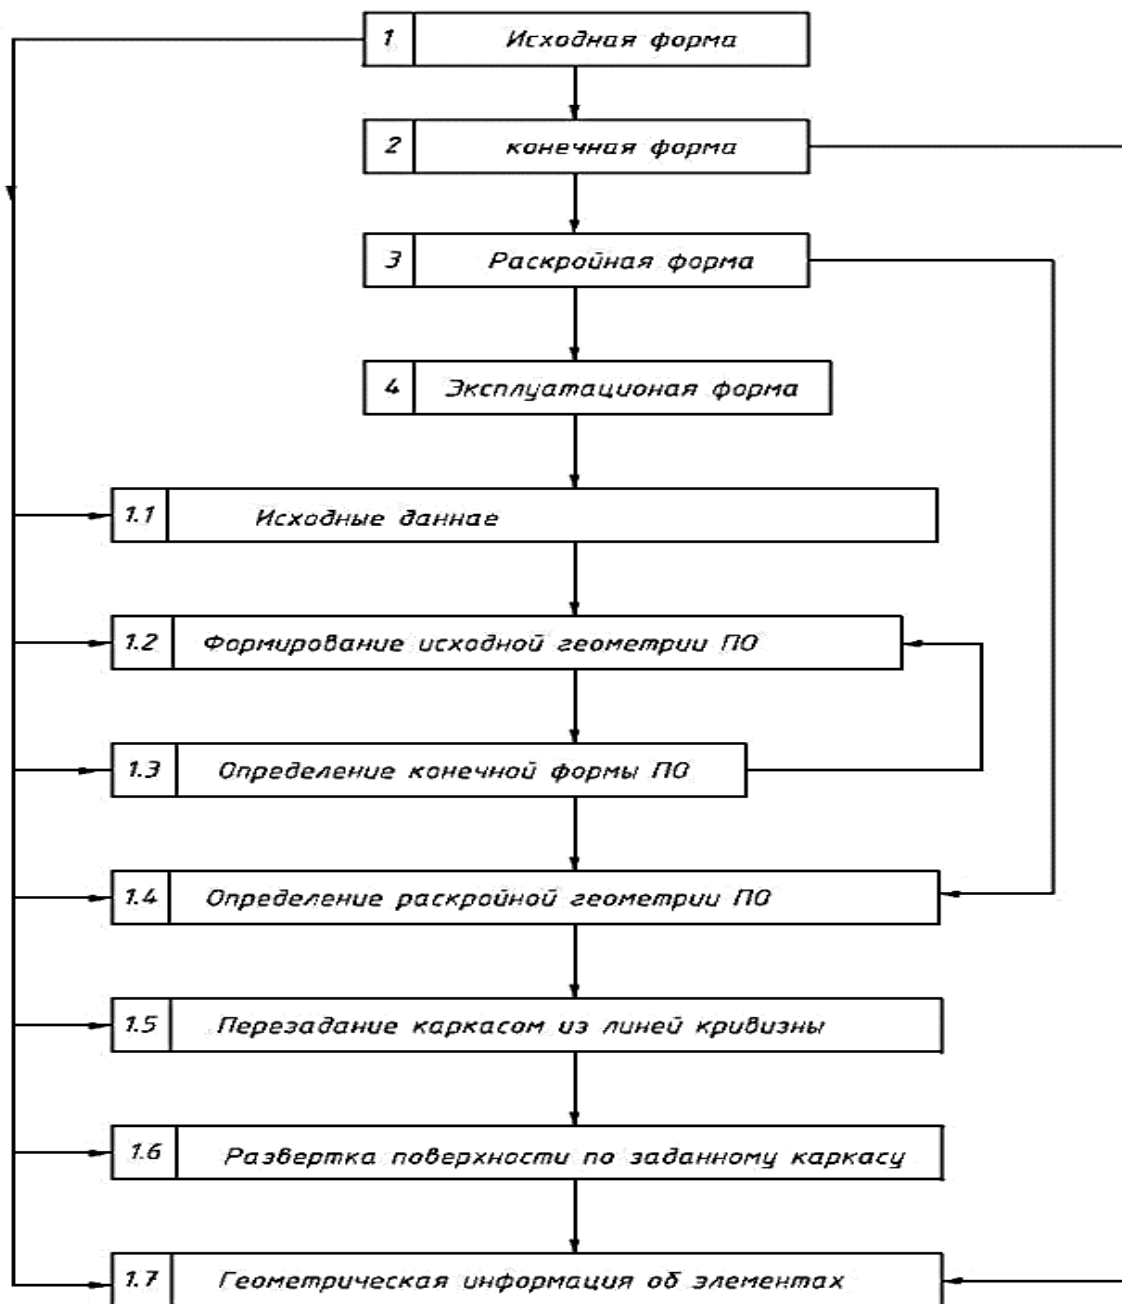 1 Исходная форма
2 конечная форма
3 Раскройная форма
4 Эксплуатационая форма
1.1 Исходные даннае
1.2 Формирование исходной геометрии ПО
1.3 Определение конечной формы ПО
1.4 Определение раскройной геометрии ПО
1.5 Перезадание каркасом из линей кривизны
1.6 Развертка поверхности по заданному каркасу
1.7 Геометрическая информация об элементах